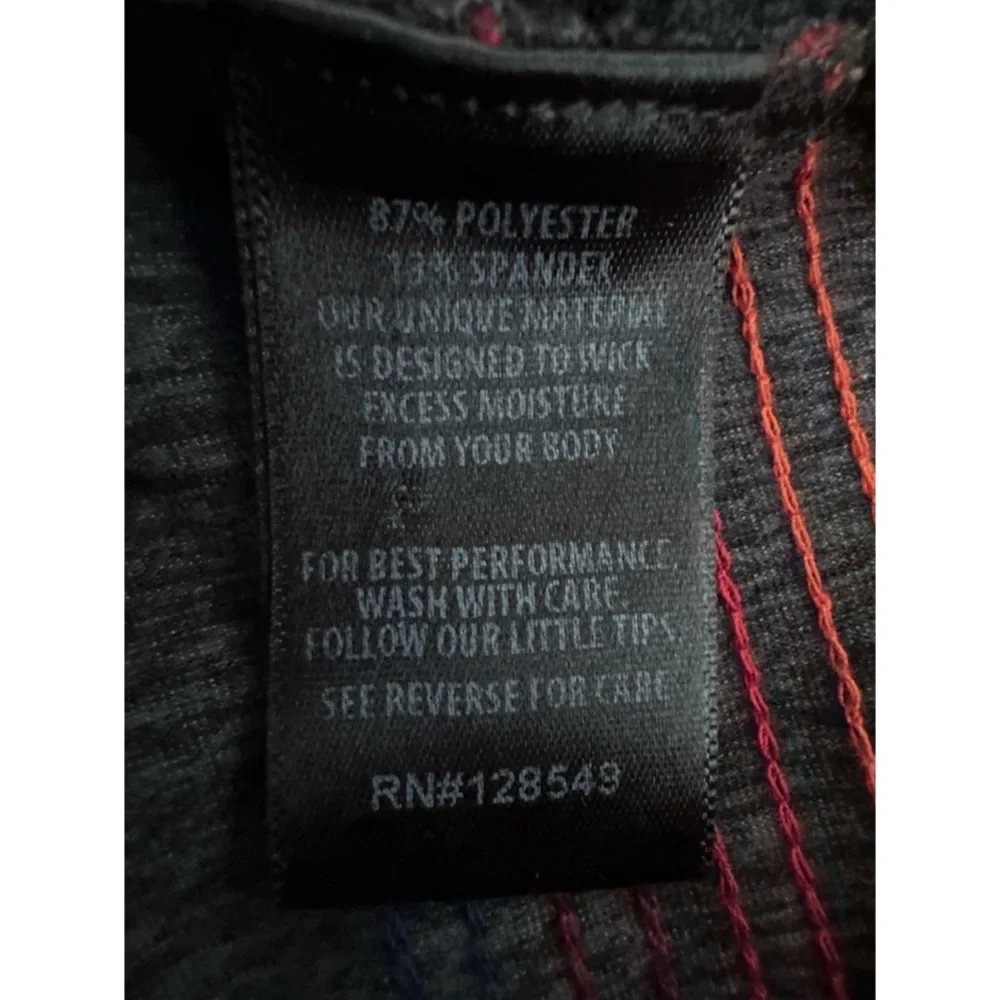 87% POLYESTER
13% SPANDEX
OUR UNIQUE MATERIAL
IS DESIGNED TO WICK
EXCESS MOISTURE
FROM YOUR BODY
FOR BEST PERFORMANCE,
WASH WITH CARE.
FOLLOW OUR LITTLE TIPS.
SEE REVERSE FOR CARE
RN#128549